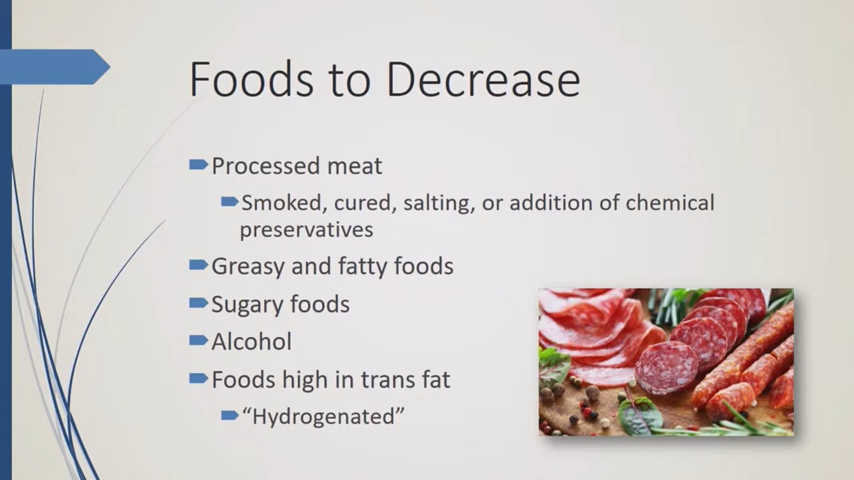 Foods to Decrease
Processed meat
Smoked, cured, salting, or addition of chemical
preservatives
Greasy and fatty foods
Sugary foods
Alcohol
Foods high in trans fat
“Hydrogenated”